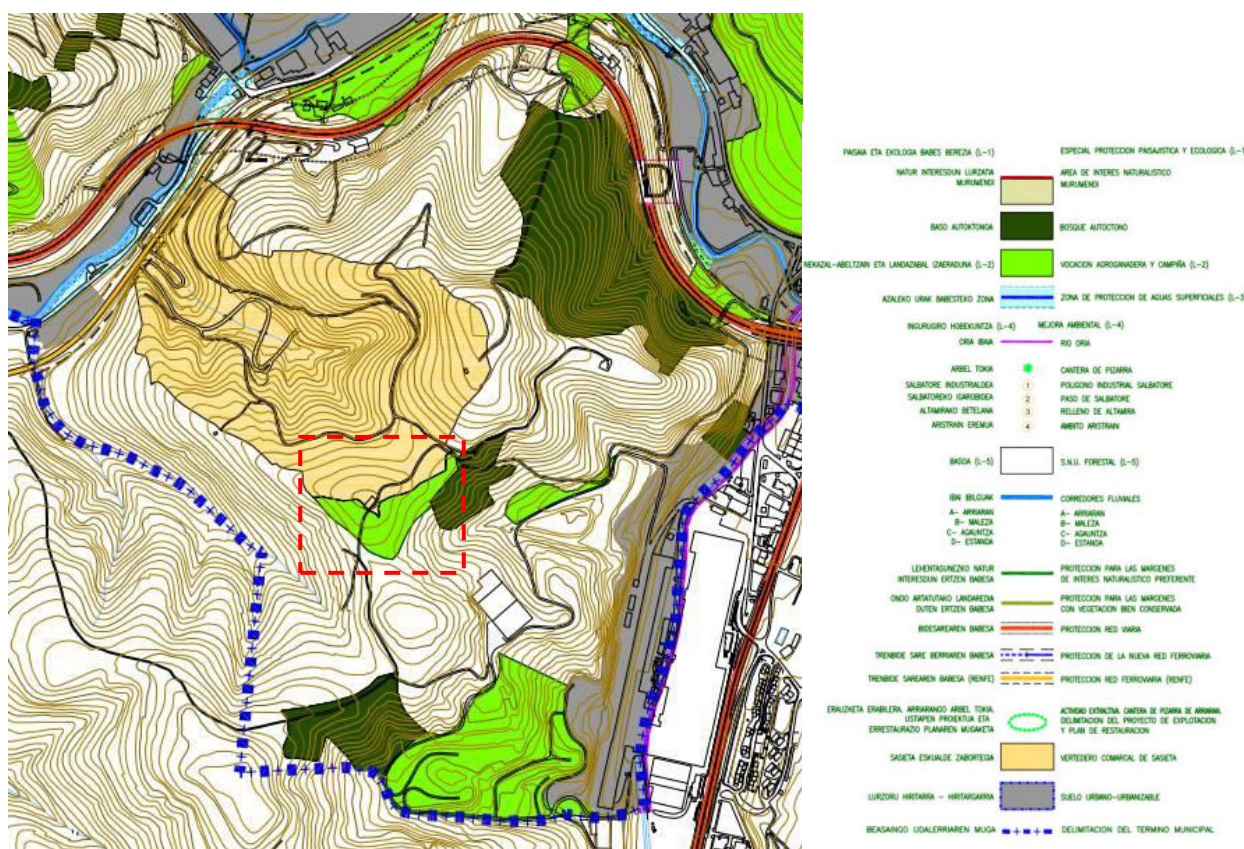 PAISAIA ETA EKOLOGIA BABES BEREZIA (L-1) ESPECIAL PROTECCION PAISAJISTICA Y ECOLOGICA (L-1
NATUR INTERESDUN LURZATIA AREA DE INTERES NATURALISTICO
MURUMENDI MURUMENDI
BASO AUTOKTONOA BOSQUE AUTOCTONO
NEKAZAL-ABELTZAIN ETA LANDAZABAL IZAERADUNA (L-2) VOCACION AGROGANADERA Y CAMPIÑA (L-2)
AZALEKO URAK BABESTEKO ZONA ZONA DE PROTECCION DE AGUAS SUPERFICIALES (L-3
INGURUGIRO HOBEKUNTZA (L-4) MEJORA AMBIENTAL (L-4)
ORIA IBAIA RIO ORIA
ARBEL TOKIA CANTERA DE PIZARRA
SALBATORE INDUSTRIALDEA 1 POLIGONO INDUSTRIAL SALBATORE
SALBATOREKO IGAROBIDEA 2 PASO DE SALBATORE
ALTAMIRAKO BETELANA 3 RELLENO DE ALTAMIRA
ARISTRAIN EREMUA 4 AMBITO ARISTRAIN
BASOA (L-5) S.N.U. FORESTAL (L-5)
IBAI IBILGUAK CORREDORES FLUVIALES
A- ARRIARAN A- ARRIARAN
B- MALEZA B- MALEZA
C- AGAUNTZA C- AGAUNTZA
D- ESTANDA D- ESTANDA
LEHENTASUNEZKO NATUR PROTECCION PARA LAS MARGENES
INTERESDUN ERTZEN BABESA DE INTERES NATURALISTICO PREFERENTE
ONDO ARTATUTAKO LANDAREDIA PROTECCION PARA LAS MARGENES
DUTEN ERTZEN BABESA CON VEGETACION BIEN CONSERVADA
BIDESAREAREN BABESA PROTECCION RED VIARIA
TRENBIDE SARE BERRIAREN BABESA PROTECCION DE LA NUEVA RED FERROVIARIA
TRENBIDE SAREAREN BABESA (RENFE) PROTECCION RED FERROVIARIA (RENFE)
ERAUZKETA ERABILERA, ARRIARANGO ARBEL TOKIA, ACTIVIDAD EXTRACTIVA, CANTERA DE PIZARRA DE ARRIARAN,
USTIAPEN PROIEKTUA ETA DELIMITACION DEL PROYECTO DE EXPLOTACION
ERRESTAURAZIO PLANAREN MUGAKETA Y PLAN DE RESTAURACION
SASIETA ESKUALDE ZABORTEGIA VERTEDERO COMARCAL DE SASIETA
LURZORU HIRITARRA - HIRITARGARRIA SUELO URBANO-URBANIZABLE
BEASAINGO UDALERRIAREN MUGA DELIMITACION DEL TERMINO MUNICIPAL